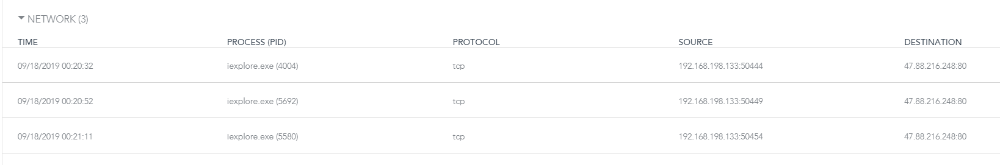 NETWORK (3)
TIME PROCESS (PID) PROTOCOL SOURCE DESTINATION
09/18/2019 00:20:32 iexplore.exe (4004) tcp 192.168.198.133:50444 47.88.216.248:80
09/18/2019 00:20:52 iexplore.exe (5692) tcp 192.168.198.133:50449 47.88.216.248:80
09/18/2019 00:21:11 iexplore.exe (5580) tcp 192.168.198.133:50454 47.88.216.248:80